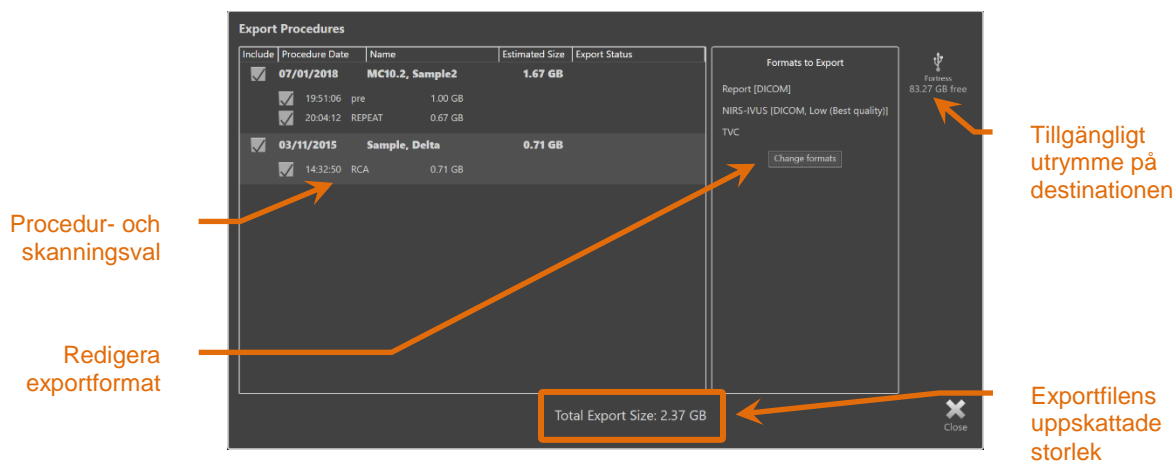 Export Procedures
Include Procedure Date Name Estimated Size Export Status
07/01/2018 MC10.2, Sample2 1.67 GB
19:51:06 pre 1.00 GB
20:04:12 REPEAT 0.67 GB
03/11/2015 Sample, Delta 0.71 GB
14:32:50 RCA 0.71 GB
Formats to Export
Report [DICOM]
NIRS-IVUS [DICOM, Low (Best quality)]
TVC
Change formats
Fortress
83.27 GB free
Total Export Size: 2.37 GB
Close
Procedur- och
skanningsval
Redigera
exportformat
Tillgängligt
utrymme på
destinationen
Exportfilens
uppskattade
storlek